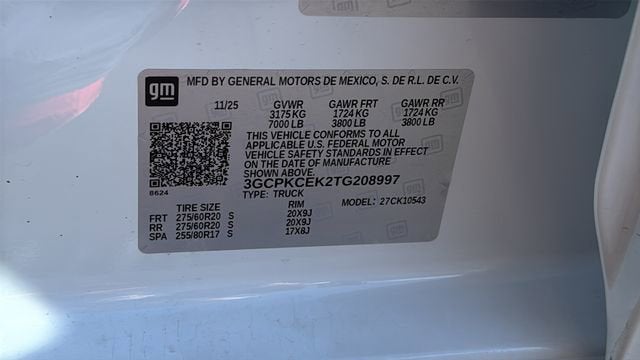 gm
MFD BY GENERAL MOTORS DE MEXICO, S. DE R.L. DE C.V.
11/25 GVWR GAWR FRT GAWR RR
3175 KG 1724 KG 1724 KG
7000 LB 3800 LB 3800 LB
THIS VEHICLE CONFORMS TO ALL
APPLICABLE U.S. FEDERAL MOTOR
VEHICLE SAFETY STANDARDS IN EFFECT
ON THE DATE OF MANUFACTURE
SHOWN ABOVE.
3GCPKCEK2TG208997
8624 TYPE: TRUCK MODEL: 27CK10543
TIRE SIZE RIM
FRT 275/60R20 S 20X9J
RR 275/60R20 S 20X9J
SPA 255/80R17 S 17X8J